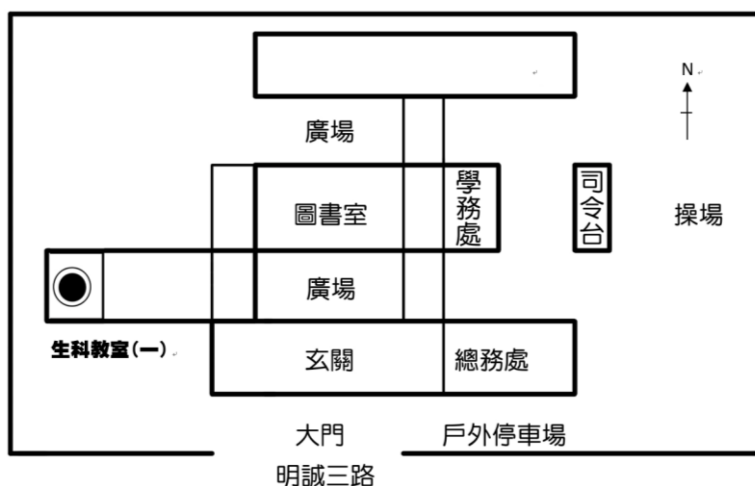 N
廣場
圖書室
學務處
司令台
操場
廣場
生科教室(一)
玄關
總務處
大門
戶外停車場
明誠三路